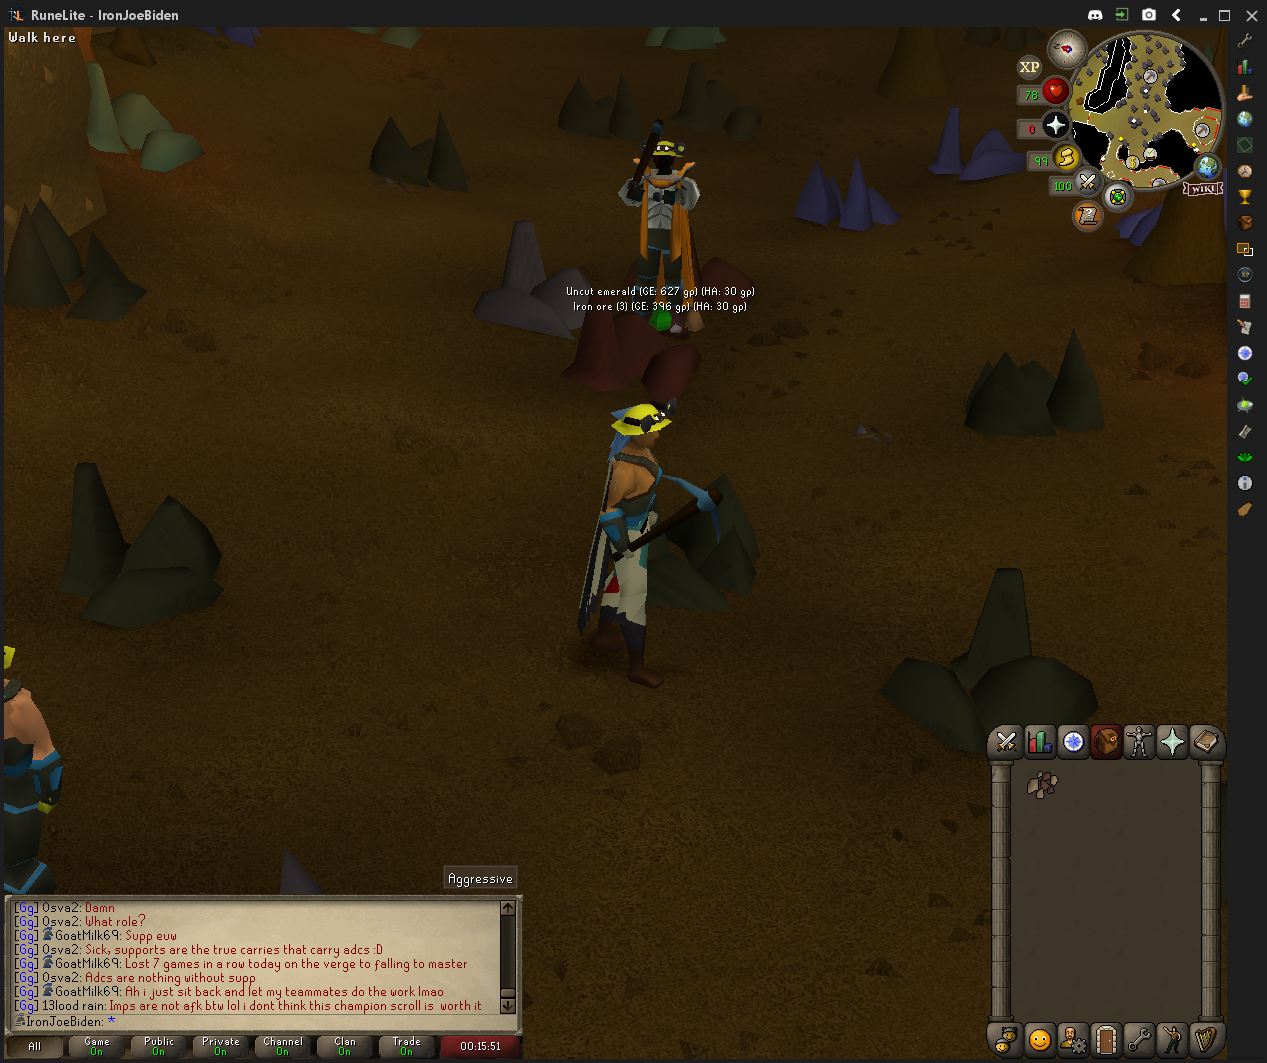 RuneLite - IronJoeBiden
Walk here
XP
78
0
99
100
WIKI
Uncut emerald (GE: 627 gp) (HA: 30 gp)
Iron ore (3) (GE: 396 gp) (HA: 30 gp)
Aggressive
[Gg] Osva2: Damn
[Gg] Osva2: What role?
[Gg] GoatMilk69: Supp euw
[Gg] Osva2: Sick, supports are the true carries that carry adcs :D
[Gg] GoatMilk69: Lost 7 games in a row today on the verge to falling to master
[Gg] Osva2: Adcs are nothing without supp
[Gg] GoatMilk69: Ah i just sit back and let my teammates do the work lmao
[Gg] 13lood rain: Imps are not afk btw lol i dont think this champion scroll is worth it
IronJoeBiden: *
All
Game
On
Public
On
Private
On
Channel
On
Clan
On
Trade
On
00:15:51